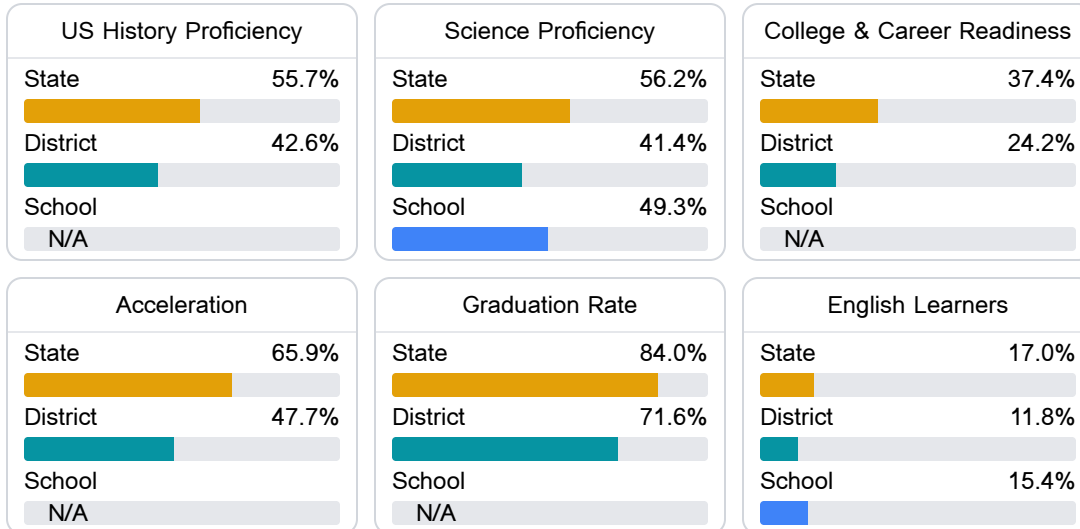 US History Proficiency
State 55.7%
District 42.6%
School
N/A
Science Proficiency
State 56.2%
District 41.4%
School 49.3%
College & Career Readiness
State 37.4%
District 24.2%
School
N/A
Acceleration
State 65.9%
District 47.7%
School
N/A
Graduation Rate
State 84.0%
District 71.6%
School
N/A
English Learners
State 17.0%
District 11.8%
School 15.4%